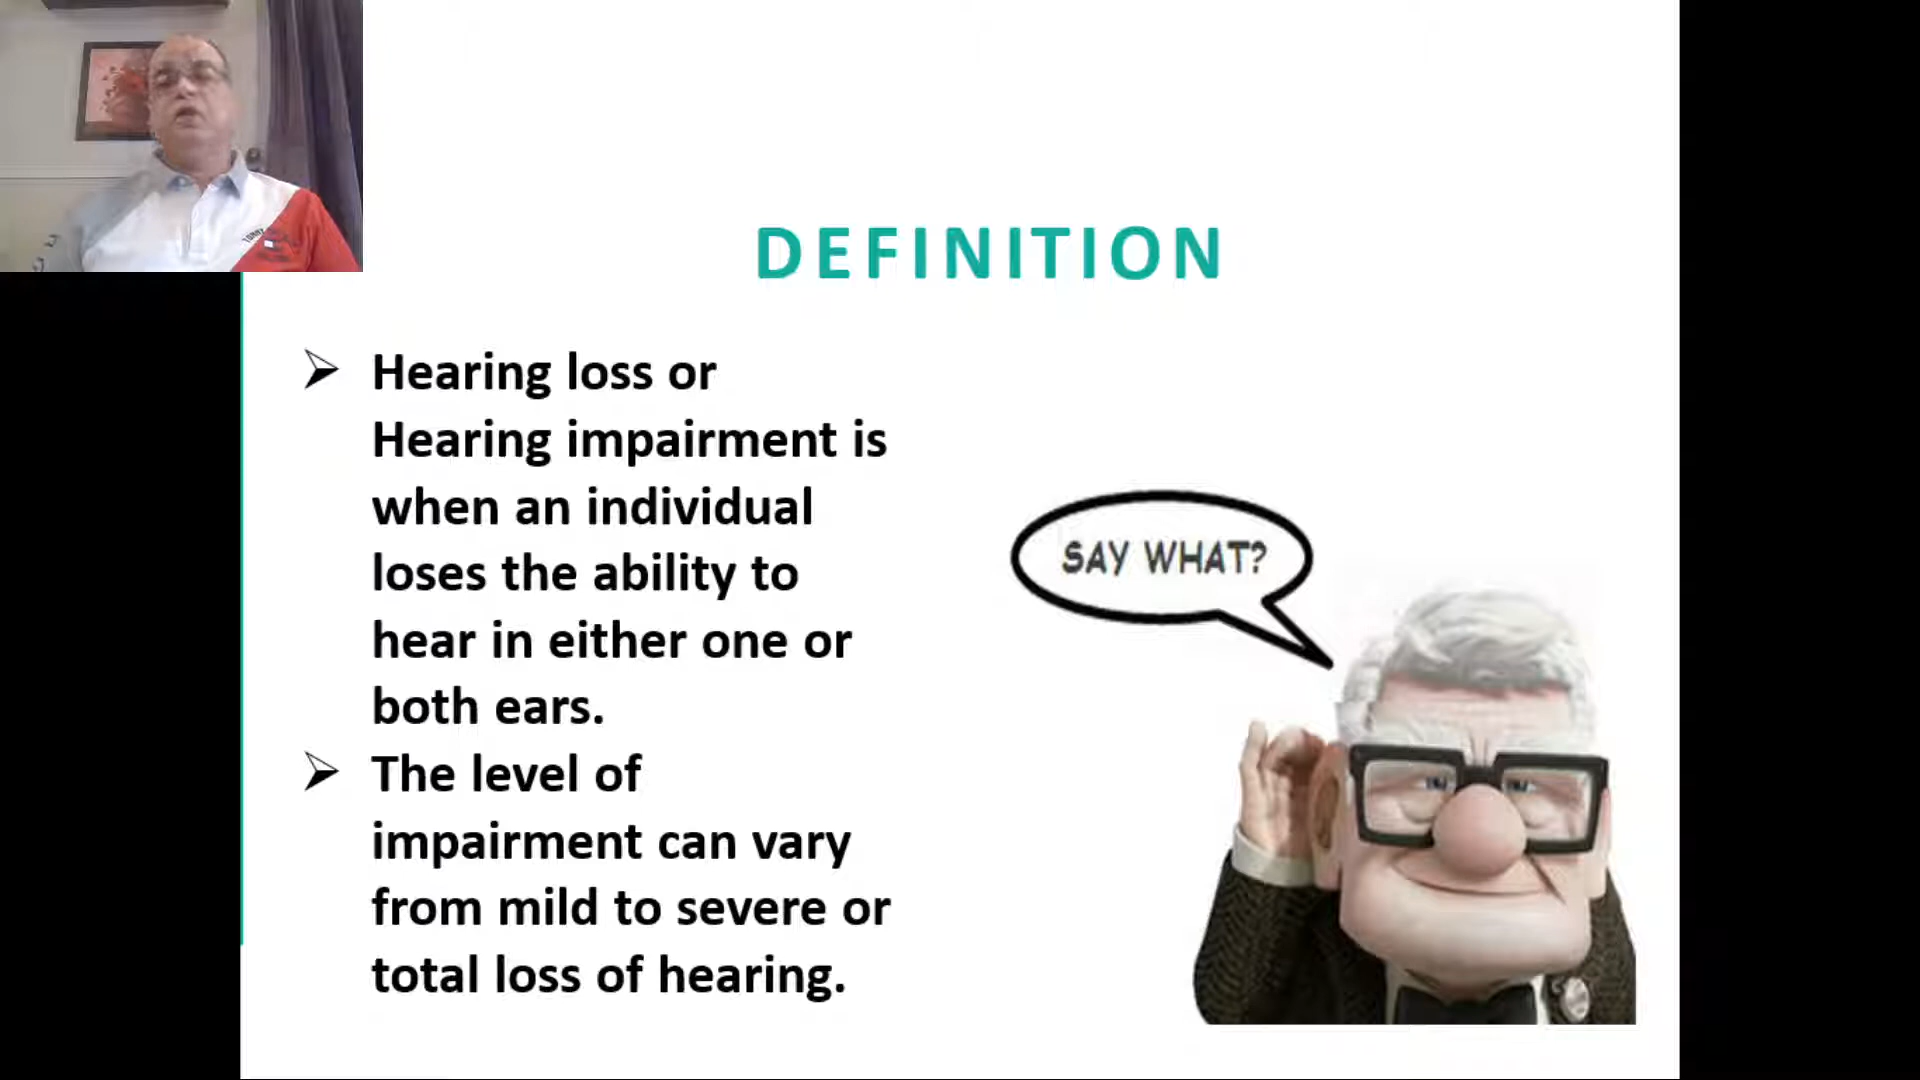 DEFINITION
Hearing loss or
Hearing impairment is
when an individual
loses the ability to
hear in either one or
both ears.
The level of
impairment can vary
from mild to severe or
total loss of hearing.
SAY WHAT?